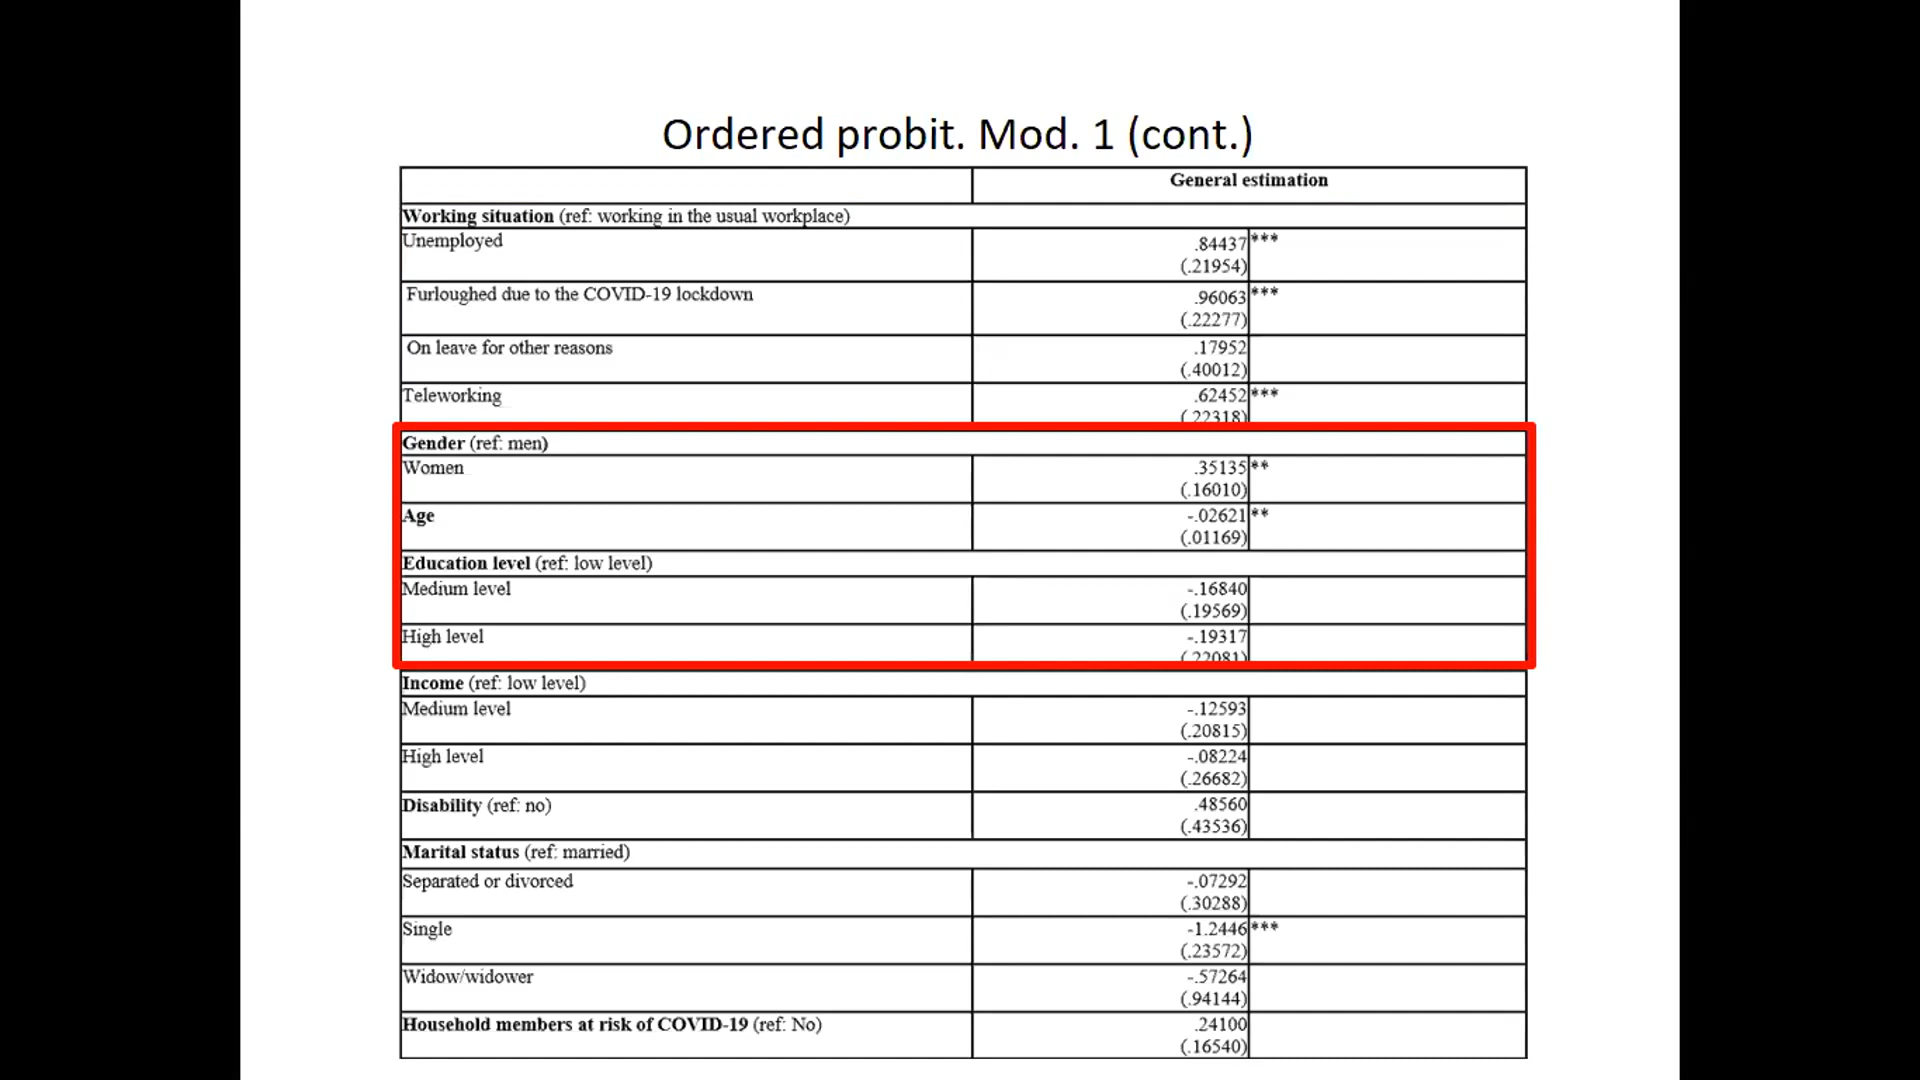 Ordered probit. Mod. 1 (cont.)
General estimation
Working situation (ref: working in the usual workplace)
Unemployed .84437***
(.21954)
Furloughed due to the COVID-19 lockdown .96063***
(.22277)
On leave for other reasons .17952
(.40012)
Teleworking .62452***
(.22318)
Gender (ref: men)
Women .35135**
(.16010)
Age -.02621**
(.01169)
Education level (ref: low level)
Medium level -.16840
(.19569)
High level -.19317
(.22081)
Income (ref: low level)
Medium level -.12593
(.20815)
High level -.08224
(.26682)
Disability (ref: no) .48560
(.43536)
Marital status (ref: married)
Separated or divorced -.07292
(.30288)
Single -1.2446***
(.23572)
Widow/widower -.57264
(.94144)
Household members at risk of COVID-19 (ref: No) .24100
(.16540)